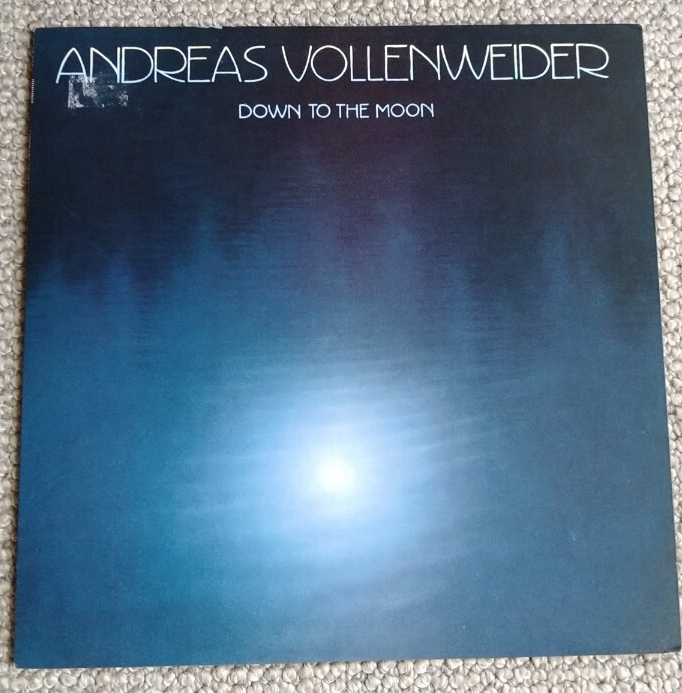 ANDREAS VOLLENWEIDER
DOWN TO THE MOON